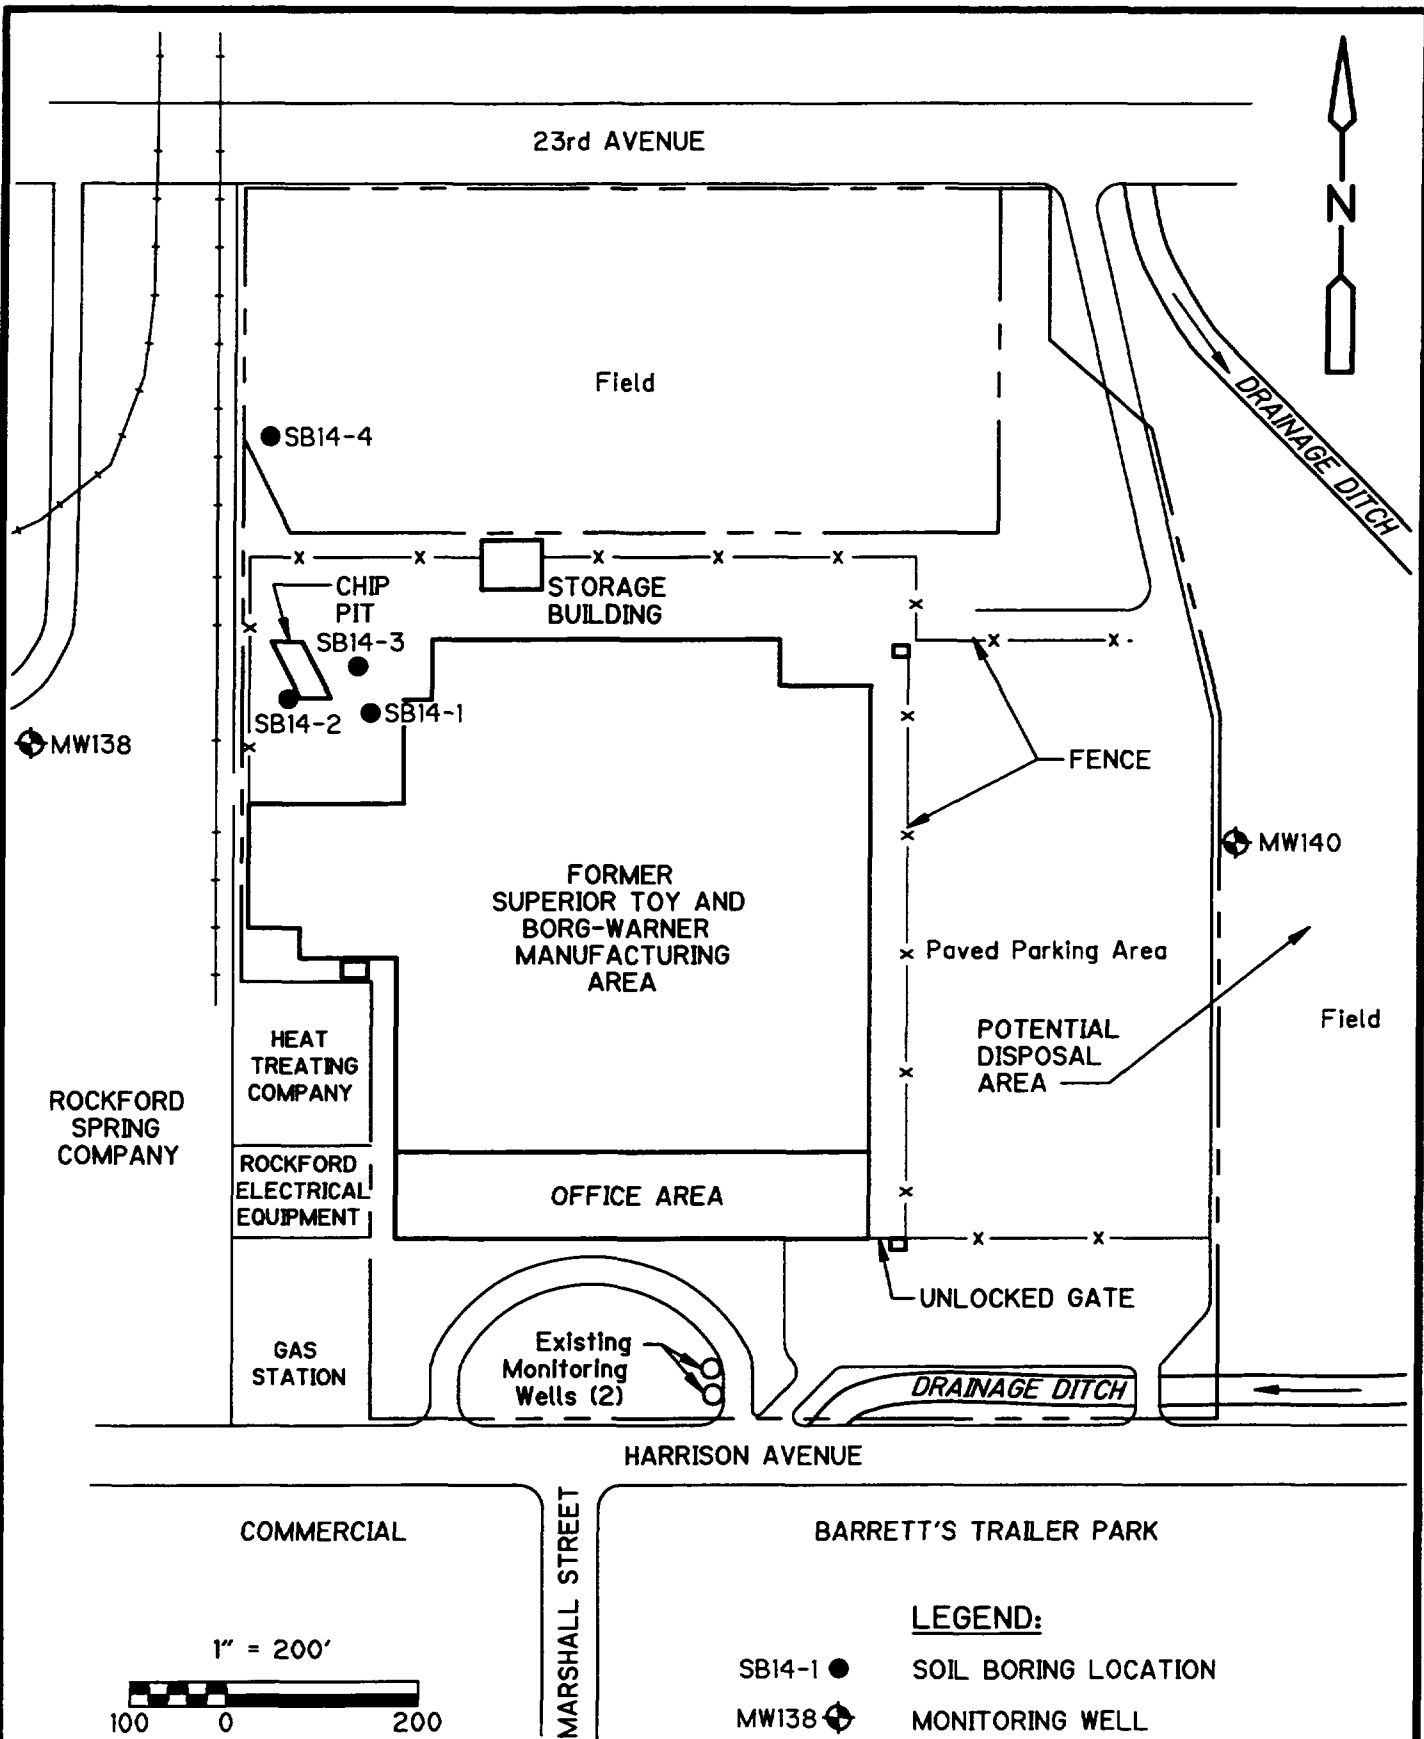 23rd AVENUE
N
Field
DRAINAGE DITCH
SB14-4
CHIP
PIT
STORAGE
BUILDING
SB14-3
SB14-2
SB14-1
MW138
FENCE
MW140
FORMER
SUPERIOR TOY AND
BORG-WARNER
MANUFACTURING
AREA
Paved Parking Area
POTENTIAL
DISPOSAL
AREA
Field
HEAT
TREATING
COMPANY
ROCKFORD
SPRING
COMPANY
ROCKFORD
ELECTRICAL
EQUIPMENT
OFFICE AREA
UNLOCKED GATE
GAS
STATION
Existing
Monitoring
Wells (2)
DRAINAGE DITCH
HARRISON AVENUE
COMMERCIAL
MARSHALL STREET
BARRETT'S TRAILER PARK
1" = 200'
100 0 200
LEGEND:
SB14-1 SOIL BORING LOCATION
MW138 MONITORING WELL